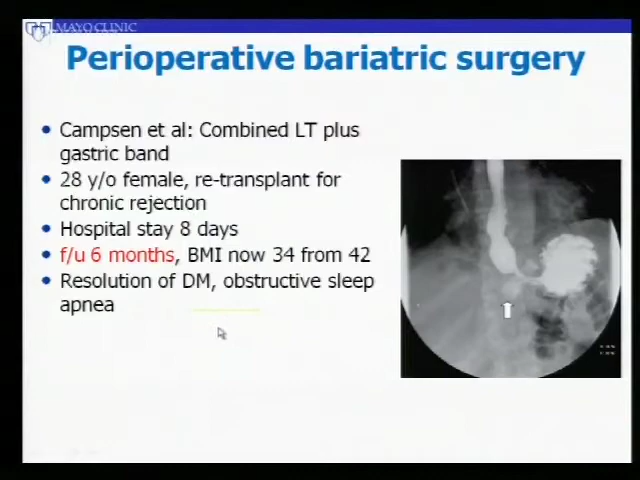 MAYO CLINIC
Perioperative bariatric surgery
Campsen et al: Combined LT plus
gastric band
28 y/o female, re-transplant for
chronic rejection
Hospital stay 8 days
f/u 6 months, BMI now 34 from 42
Resolution of DM, obstructive sleep
apnea